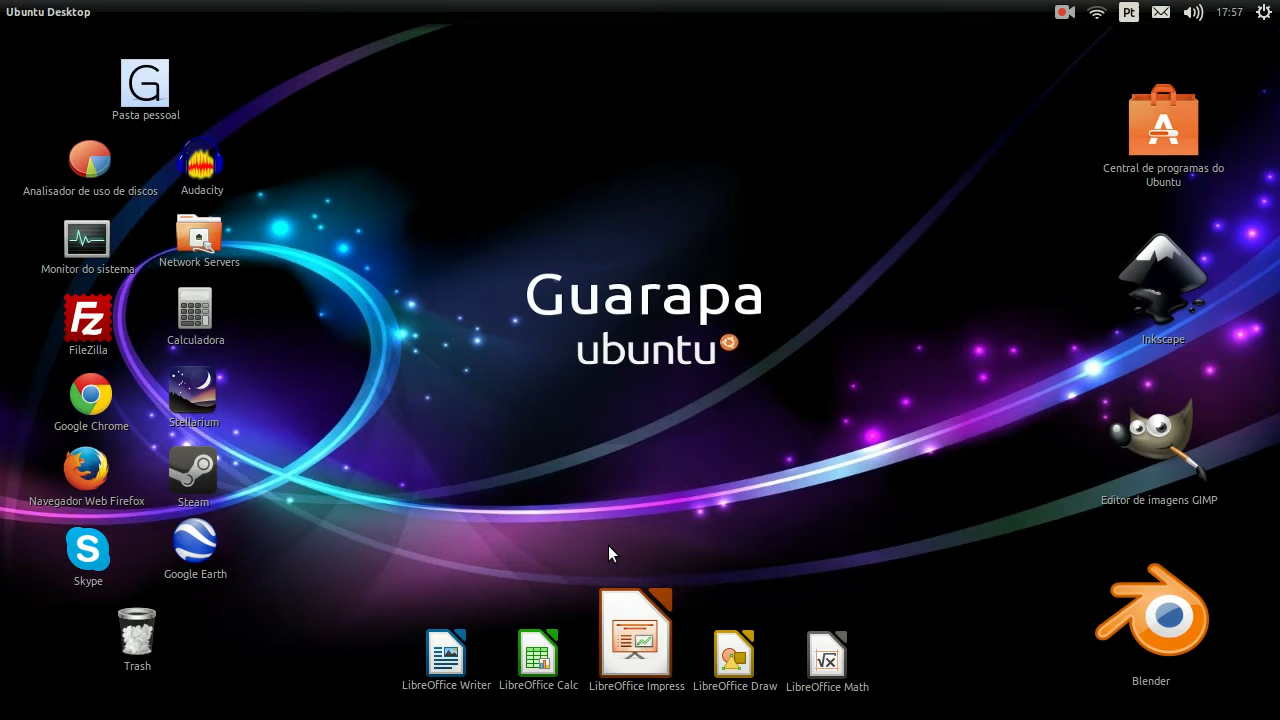 Ubuntu Desktop
Pt
17:57
G
Pasta pessoal
Analisador de uso de discos
Audacity
Monitor do sistema
Network Servers
Fz
FileZilla
Calculadora
Google Chrome
Stellarium
Navegador Web Firefox
Steam
S
Skype
Google Earth
Trash
Guarapa
ubuntu
LibreOffice Writer
LibreOffice Calc
LibreOffice Impress
LibreOffice Draw
√x
LibreOffice Math
A
Central de programas do
Ubuntu
Inkscape
Editor de imagens GIMP
Blender